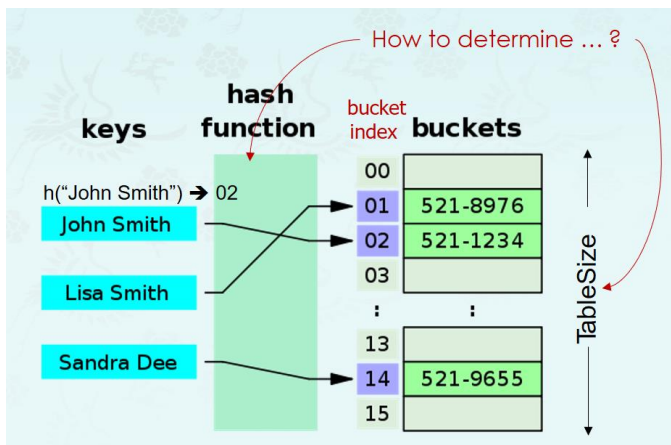 How to determine ... ?
hash
function
keys
bucket
index
buckets
h("John Smith") ➔ 02
John Smith
Lisa Smith
Sandra Dee
00
01
521-8976
02
521-1234
03
:
:
13
14
521-9655
15
TableSize